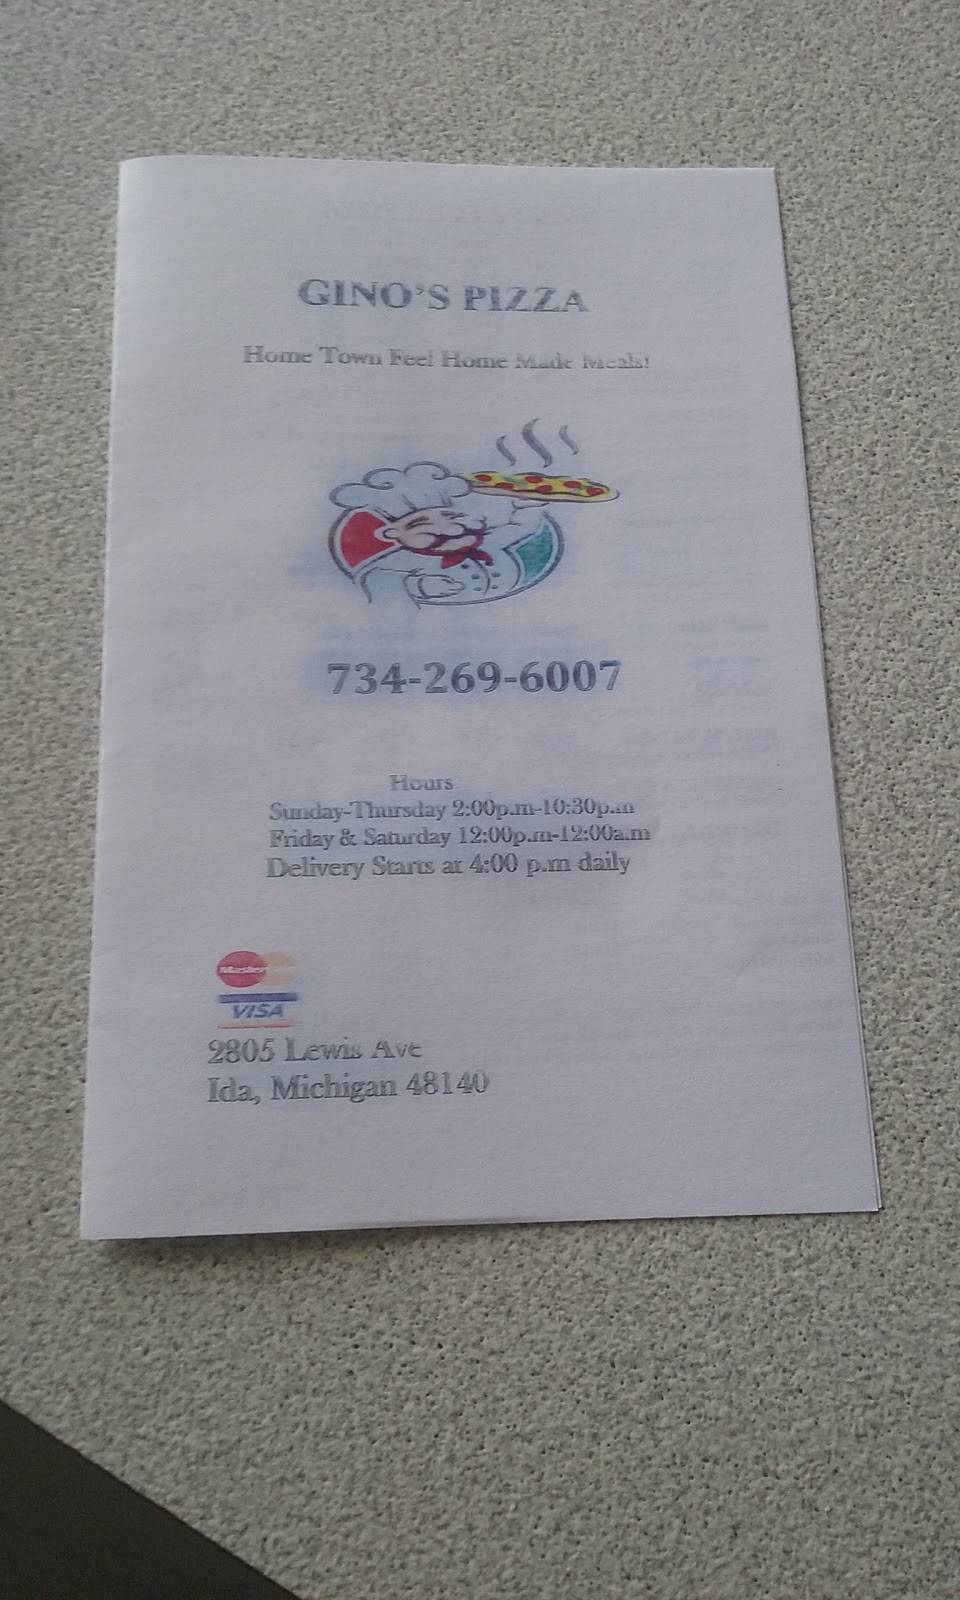 GINO'S PIZZA
Home Town Feel Home Made Meals!
734-269-6007
Hours
Sunday-Thursday 2:00p.m-10:30p.m
Friday & Saturday 12:00p.m-12:00a.m
Delivery Starts at 4:00 p.m daily
Master
VISA
2805 Lewis Ave
Ida, Michigan 48140